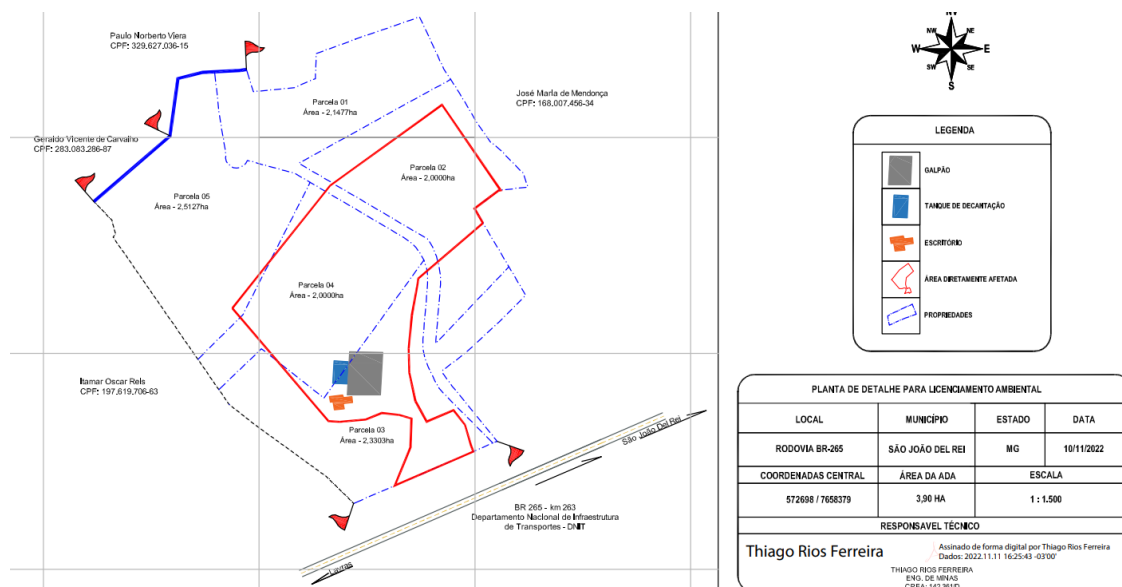 Paulo Norberto Viera
CPF: 329,627,036-15
Geraldo Vicente de Carvalho
CPF: 283,083,286-87
José Maria de Mendonça
CPF: 168,007,456-34
Parcela 01
Área - 2,1477ha
Parcela 02
Área - 2,0000ha
Parcela 05
Área - 2,5127ha
Parcela 04
Área - 2,0000ha
Itamar Oscar Reis
CPF: 197,619,706-63
Parcela 03
Área - 2,3303ha
São João Del Rei
BR 265 - km 263
Departamento Nacional de Infraestrutura
de Transportes - DNIT
Lavras
NV
NW
NE
W
E
SW
SE
S
LEGENDA
GALPÃO
TANQUE DE DECANTAÇÃO
ESCRITÓRIO
ÁREA DIRETAMENTE AFETADA
PROPRIEDADES
PLANTA DE DETALHE PARA LICENCIAMENTO AMBIENTAL
LOCAL
MUNICÍPIO
ESTADO
DATA
RODOVIA BR-265
SÃO JOÃO DEL REI
MG
10/11/2022
COORDENADAS CENTRAL
ÁREA DA ADA
ESCALA
572698 / 7658379
3,90 HA
1 : 1.500
RESPONSAVEL TÉCNICO
Thiago Rios Ferreira
Assinado de forma digital por Thiago Rios Ferreira
Dados: 2022.11.11 16:25:43 -03'00'
THIAGO RIOS FERREIRA
ENG. DE MINAS